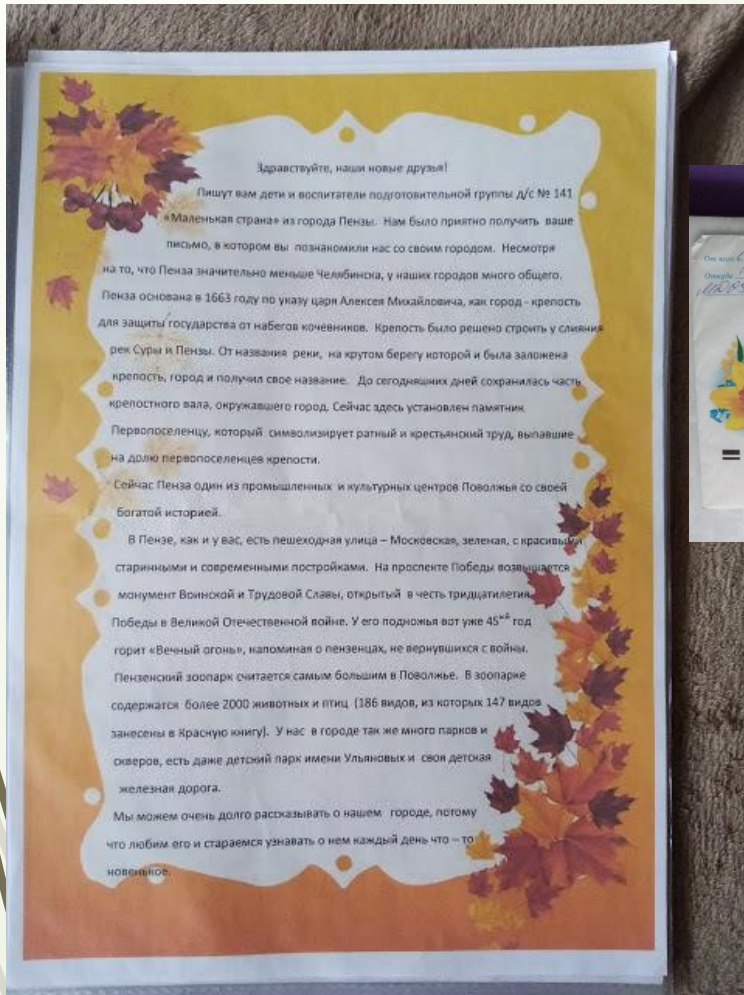 Здравствуйте, наши новые друзья!
Пишут вам дети и воспитатели подготовительной группы д/с № 141
«Маленькая страна» из города Пензы. Нам было приятно получить ваше
письмо, в котором вы познакомили нас со своим городом. Несмотря
на то, что Пенза значительно меньше Челябинска, у наших городов много общего.
Пенза основана в 1663 году по указу царя Алексея Михайловича, как город - крепость
для защиты государства от набегов кочевников. Крепость было решено строить у слияния
рек Суры и Пензы. От названия реки, на крутом берегу которой и была заложена
крепость, город и получил свое название. До сегодняшних дней сохранилась часть
крепостного вала, окружавшего город. Сейчас здесь установлен памятник
Первопоселенцу, который символизирует ратный и крестьянский труд, выпавшие
на долю первопоселенцев крепости.
Сейчас Пенза один из промышленных и культурных центров Поволжья со своей
богатой историей.
В Пензе, как и у вас, есть пешеходная улица – Московская, зеленая, с красивыми
старинными и современными постройками. На проспекте Победы возвышается
монумент Воинской и Трудовой Славы, открытый в честь тридцатилетия
Победы в Великой Отечественной войне. У его подножья вот уже 45ый год
горит «Вечный огонь», напоминая о пензенцах, не вернувшихся с войны.
Пензенский зоопарк считается самым большим в Поволжье. В зоопарке
содержатся более 2000 животных и птиц (186 видов, из которых 147 видов
занесены в Красную книгу). У нас в городе так же много парков и
скверов, есть даже детский парк имени Ульяновых и своя детская
железная дорога.
Мы можем очень долго рассказывать о нашем городе, потому
что любим его и стараемся узнавать о нем каждый день что – то
новенькое.
От кого
Откуда